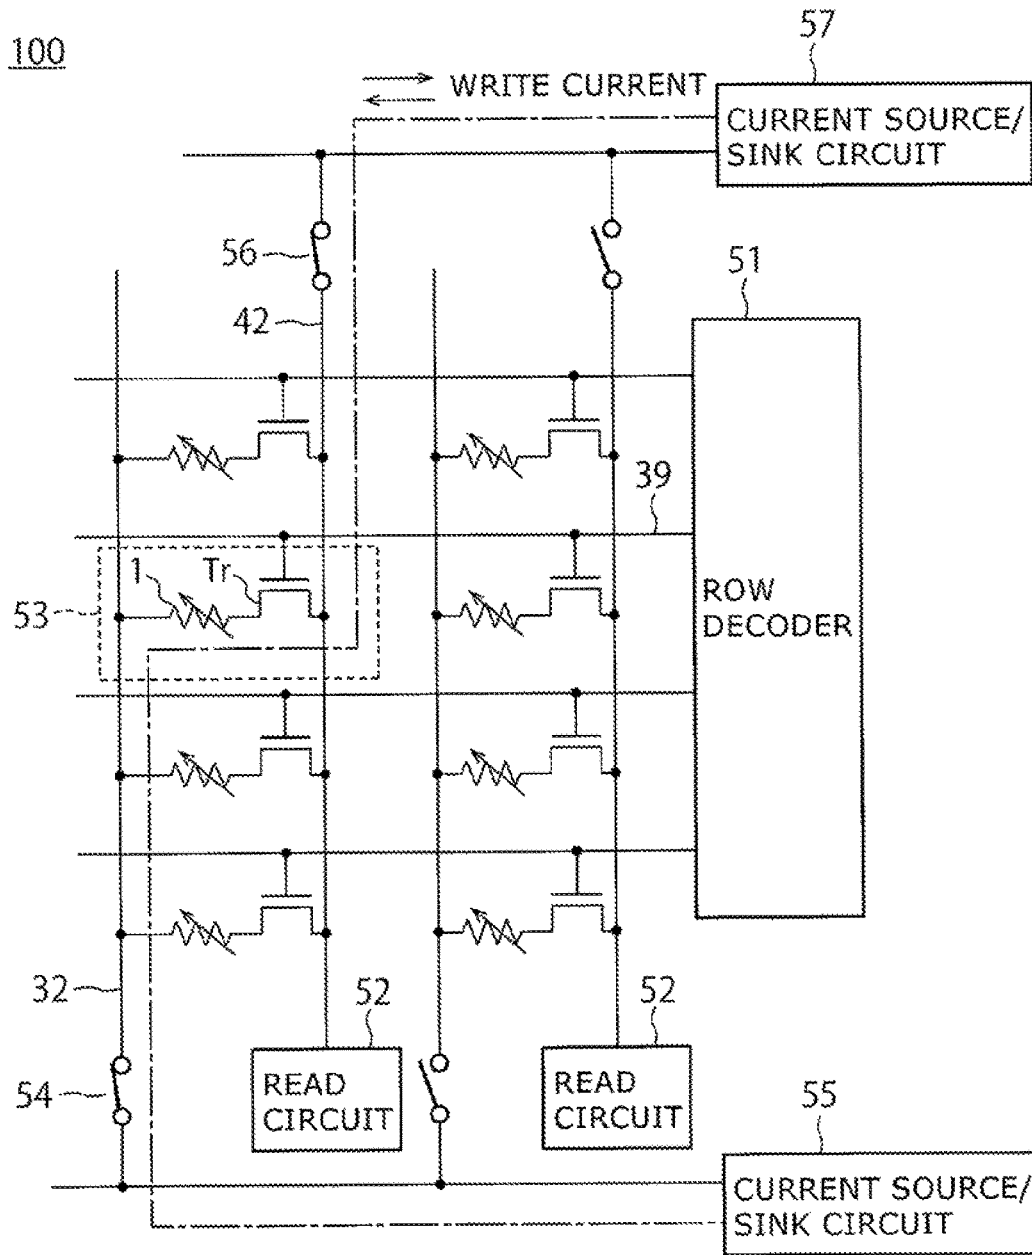 100
57
WRITE CURRENT
CURRENT SOURCE/
SINK CIRCUIT
56
51
42
39
1
Tr
53
ROW
DECODER
32
52
52
54
READ
CIRCUIT
READ
CIRCUIT
55
CURRENT SOURCE/
SINK CIRCUIT